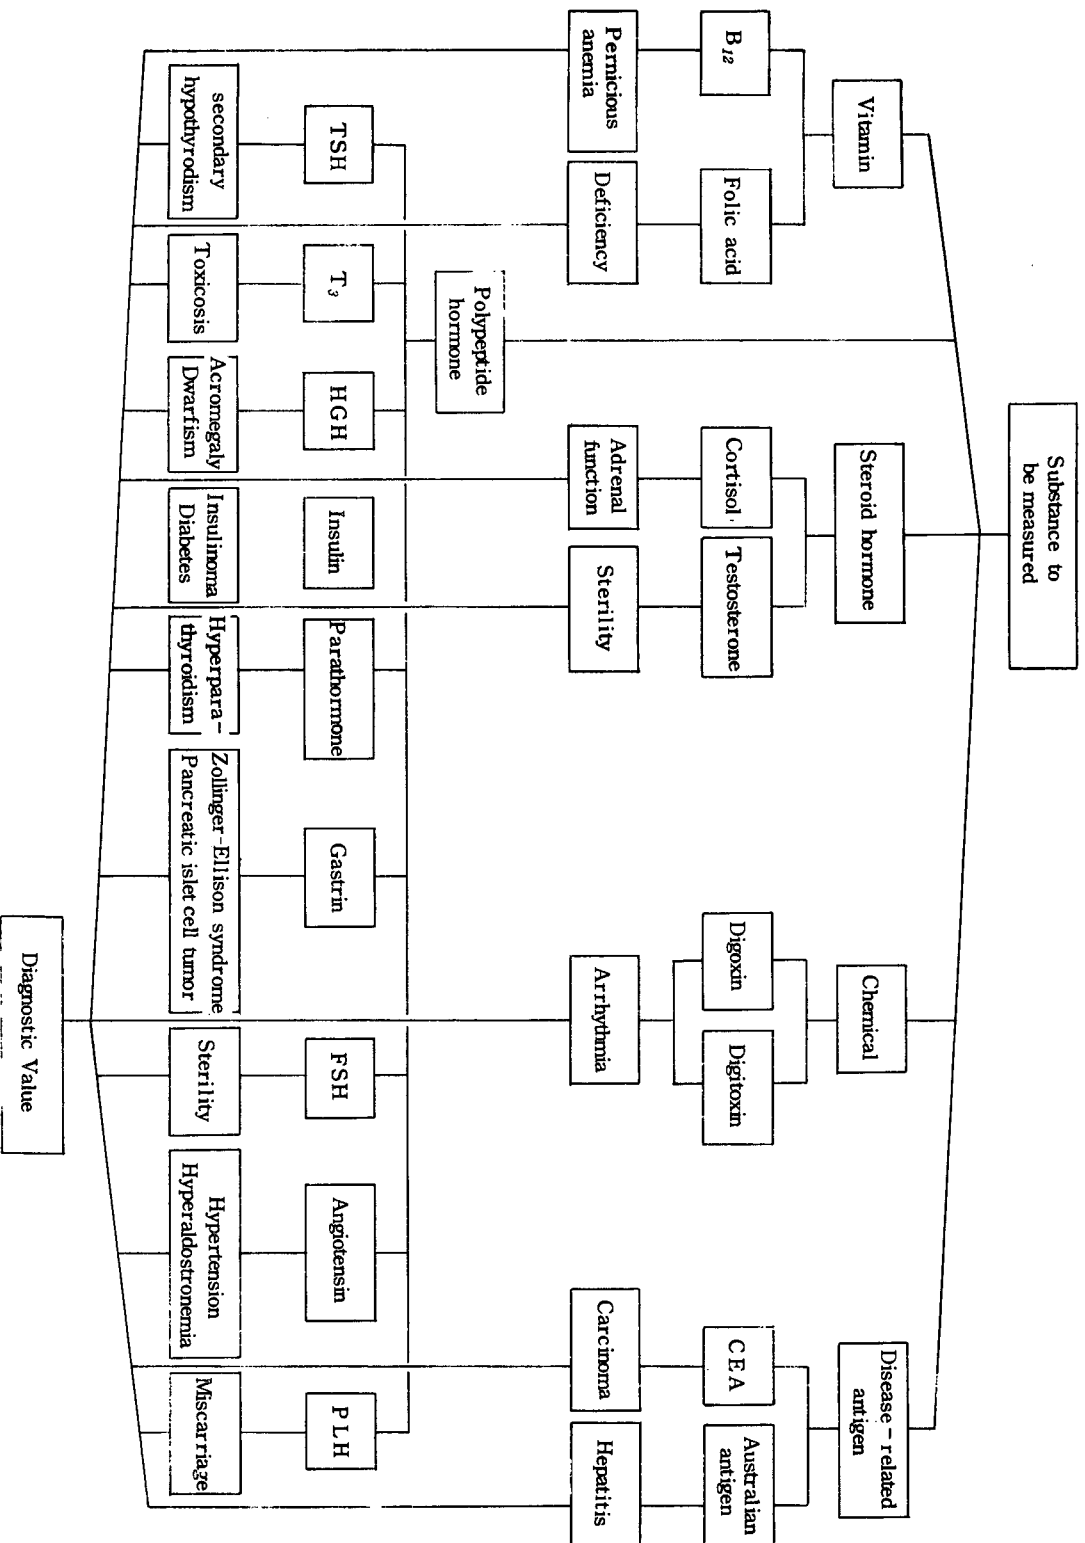 Substance to
be measured
Vitamin
Steroid hormone
Chemical
Disease-related
antigen
B12
Folic acid
Cortisol
Testosterone
Digoxin
Digitoxin
CEA
Australian
antigen
Pernicious
anemia
Deficiency
Adrenal
function
Sterility
Arrhythmia
Carcinoma
Hepatitis
Polypeptide
hormone
TSH
T3
HGH
Insulin
Parathormone
Gastrin
FSH
Angiotensin
PLH
secondary
hypothyrodism
Toxicosis
Acromegaly
Dwarfism
Insulinoma
Diabetes
Hyperpara-
thyroidism
Zollinger-Ellison syndrome
Pancreatic islet cell tumor
Sterility
Hypertension
Hyperaldostronemia
Miscarriage
Diagnostic Value